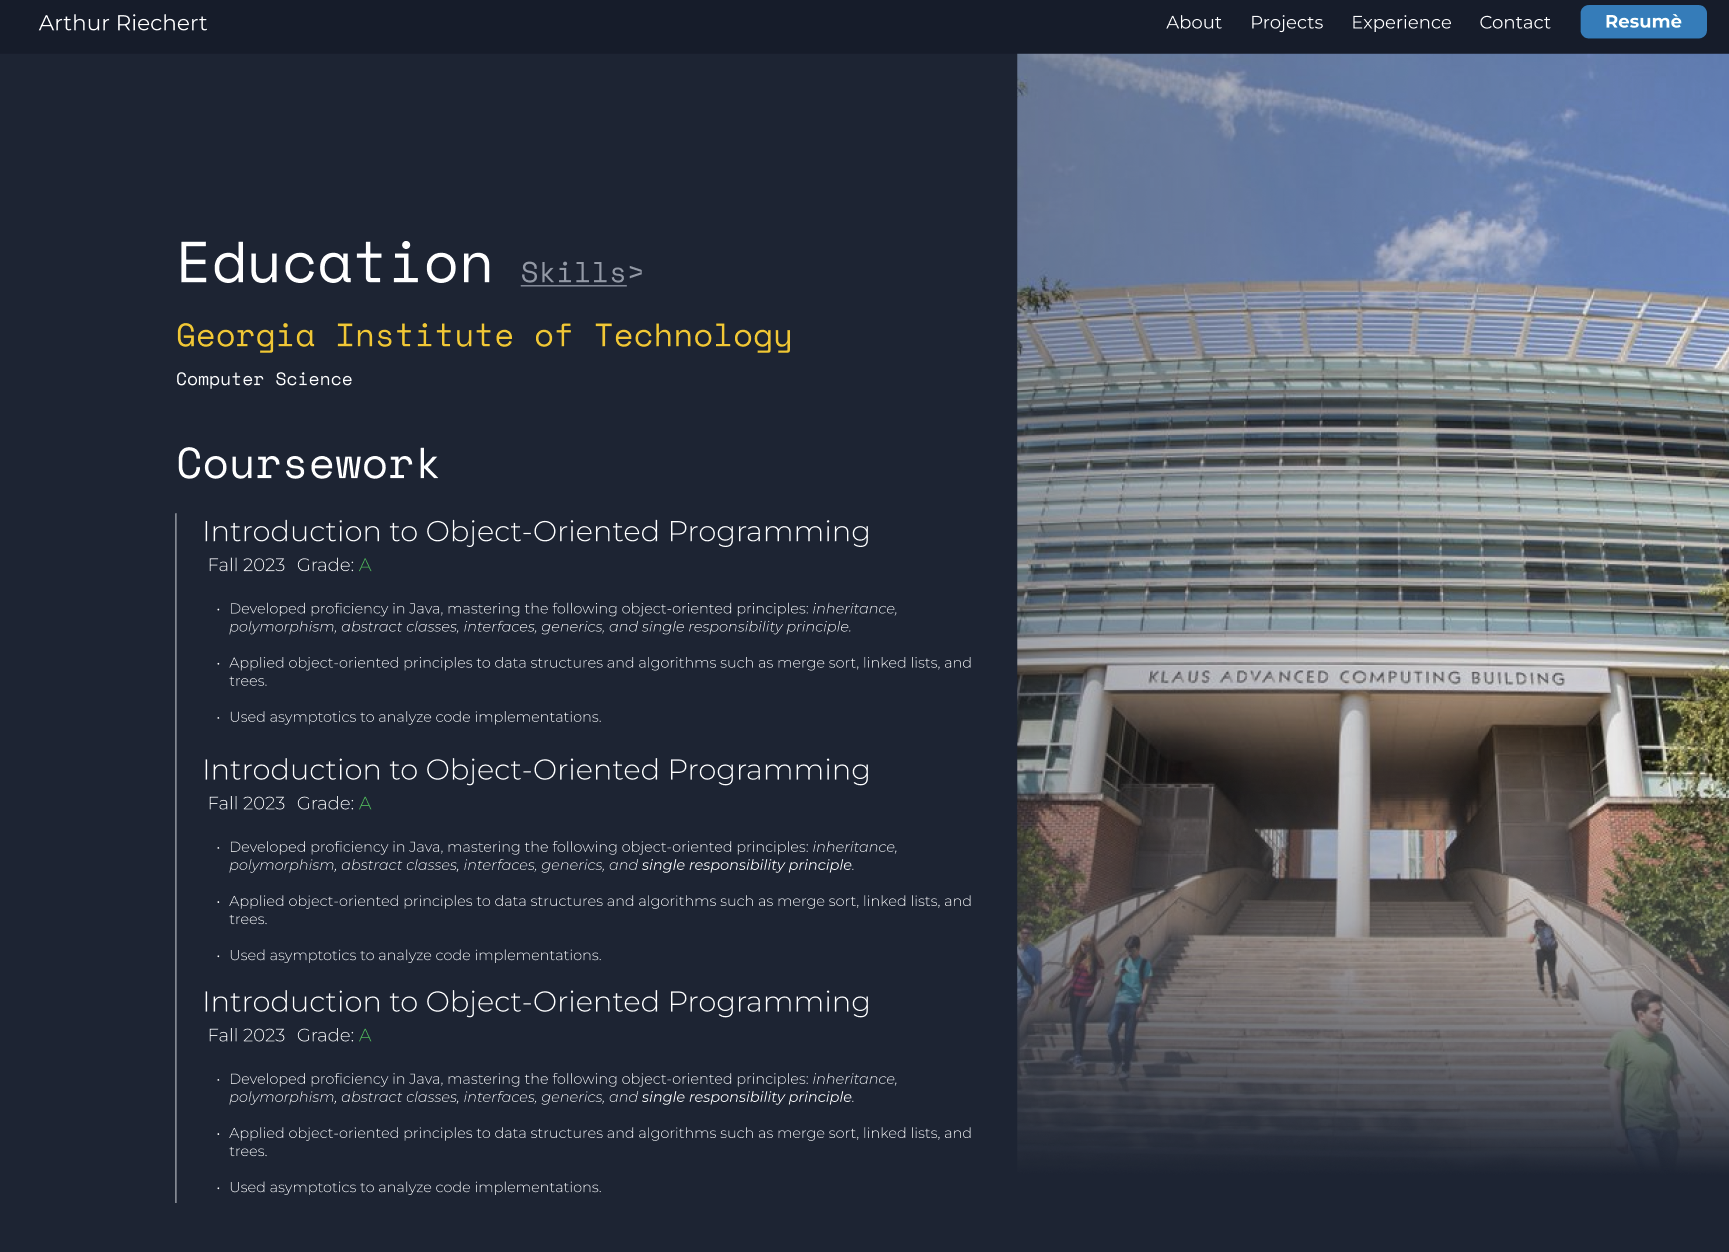 Arthur Riechert
About Projects Experience Contact Resumè
Education Skills>
Georgia Institute of Technology
Computer Science
Coursework
Introduction to Object-Oriented Programming
Fall 2023 Grade: A
• Developed proficiency in Java, mastering the following object-oriented principles: inheritance,
polymorphism, abstract classes, interfaces, generics, and single responsibility principle.
• Applied object-oriented principles to data structures and algorithms such as merge sort, linked lists, and
trees.
• Used asymptotics to analyze code implementations.
Introduction to Object-Oriented Programming
Fall 2023 Grade: A
• Developed proficiency in Java, mastering the following object-oriented principles: inheritance,
polymorphism, abstract classes, interfaces, generics, and single responsibility principle.
• Applied object-oriented principles to data structures and algorithms such as merge sort, linked lists, and
trees.
• Used asymptotics to analyze code implementations.
Introduction to Object-Oriented Programming
Fall 2023 Grade: A
• Developed proficiency in Java, mastering the following object-oriented principles: inheritance,
polymorphism, abstract classes, interfaces, generics, and single responsibility principle.
• Applied object-oriented principles to data structures and algorithms such as merge sort, linked lists, and
trees.
• Used asymptotics to analyze code implementations.
KLAUS ADVANCED COMPUTING BUILDING